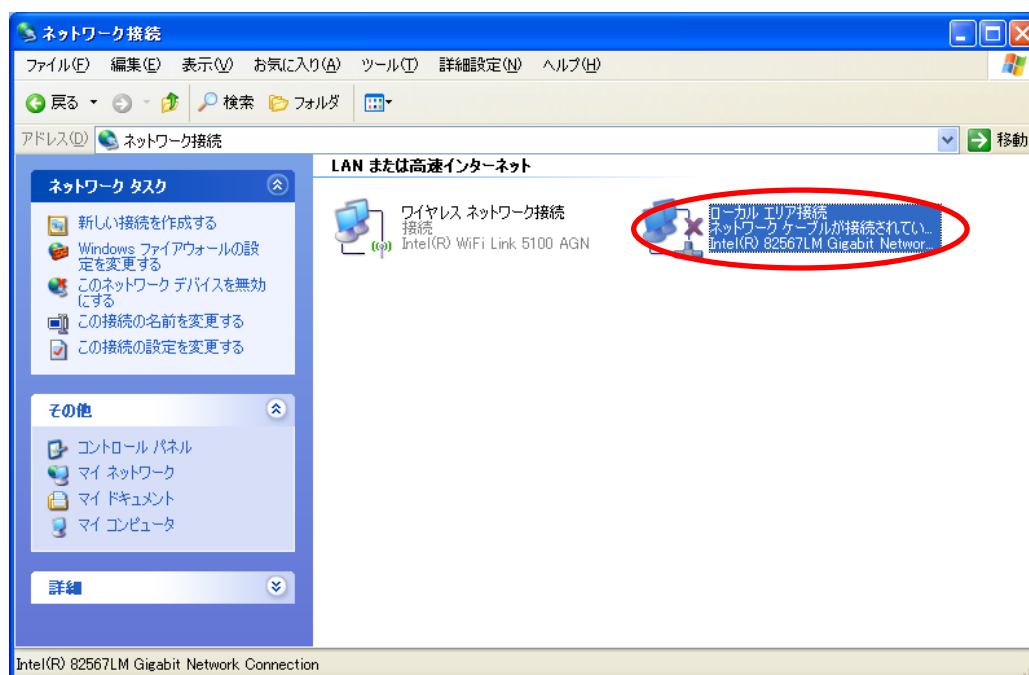 ネットワーク接続
ファイル(F) 編集(E) 表示(V) お気に入り(A) ツール(T) 詳細設定(N) ヘルプ(H)
戻る 検索 フォルダ
アドレス(D) ネットワーク接続 移動
ネットワーク タスク
新しい接続を作成する
Windows ファイアウォールの設
定を変更する
このネットワーク デバイスを無効
にする
この接続の名前を変更する
この接続の設定を変更する
その他
コントロール パネル
マイ ネットワーク
マイ ドキュメント
マイ コンピュータ
詳細
LAN または高速インターネット
ワイヤレス ネットワーク接続
接続
Intel(R) WiFi Link 5100 AGN
ローカル エリア接続
ネットワーク ケーブルが接続されてい...
Intel(R) 82567LM Gigabit Networ...
Intel(R) 82567LM Gigabit Network Connection